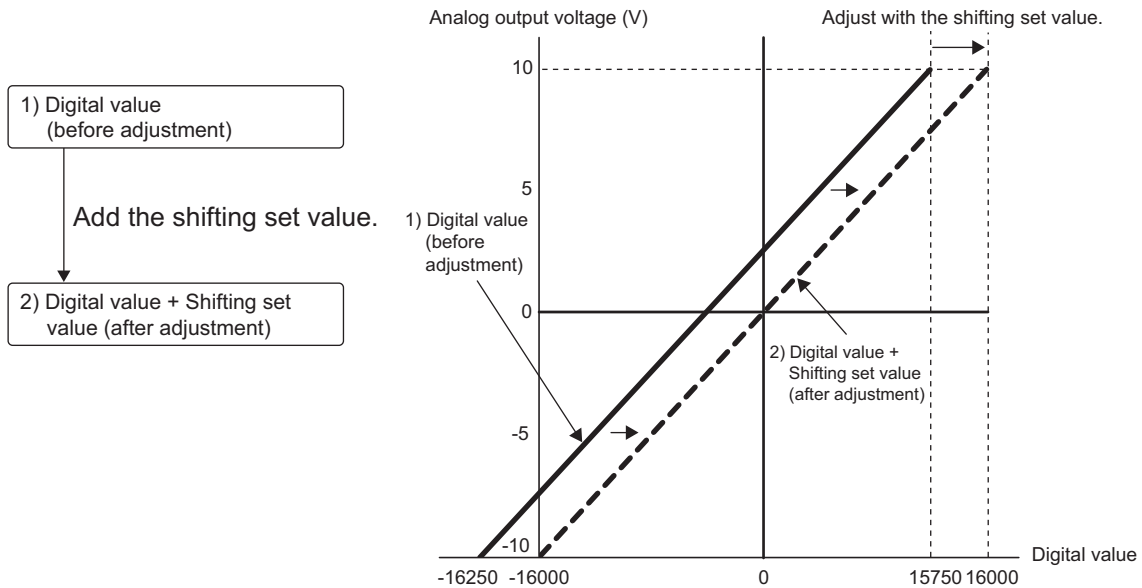 Analog output voltage (V)
Adjust with the shifting set value.
1) Digital value
(before adjustment)
Add the shifting set value.
2) Digital value + Shifting set
value (after adjustment)
10
5
1) Digital value
(before
adjustment)
0
2) Digital value +
Shifting set value
(after adjustment)
-5
-10
Digital value
-16250 -16000 0 15750 16000